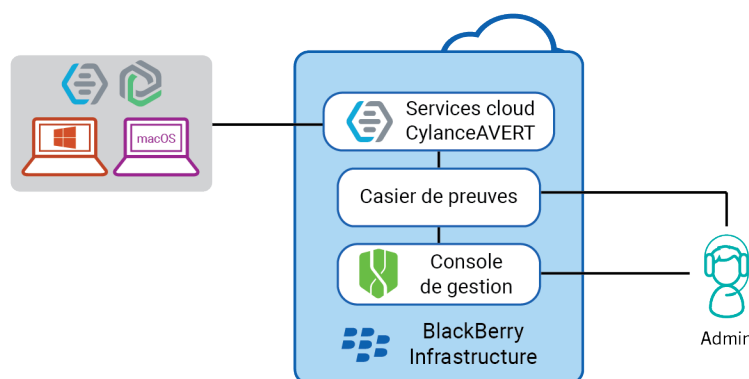 macOS
Services cloud
CylanceAVERT
Casier de preuves
Console
de gestion
BlackBerry
Infrastructure
Admin